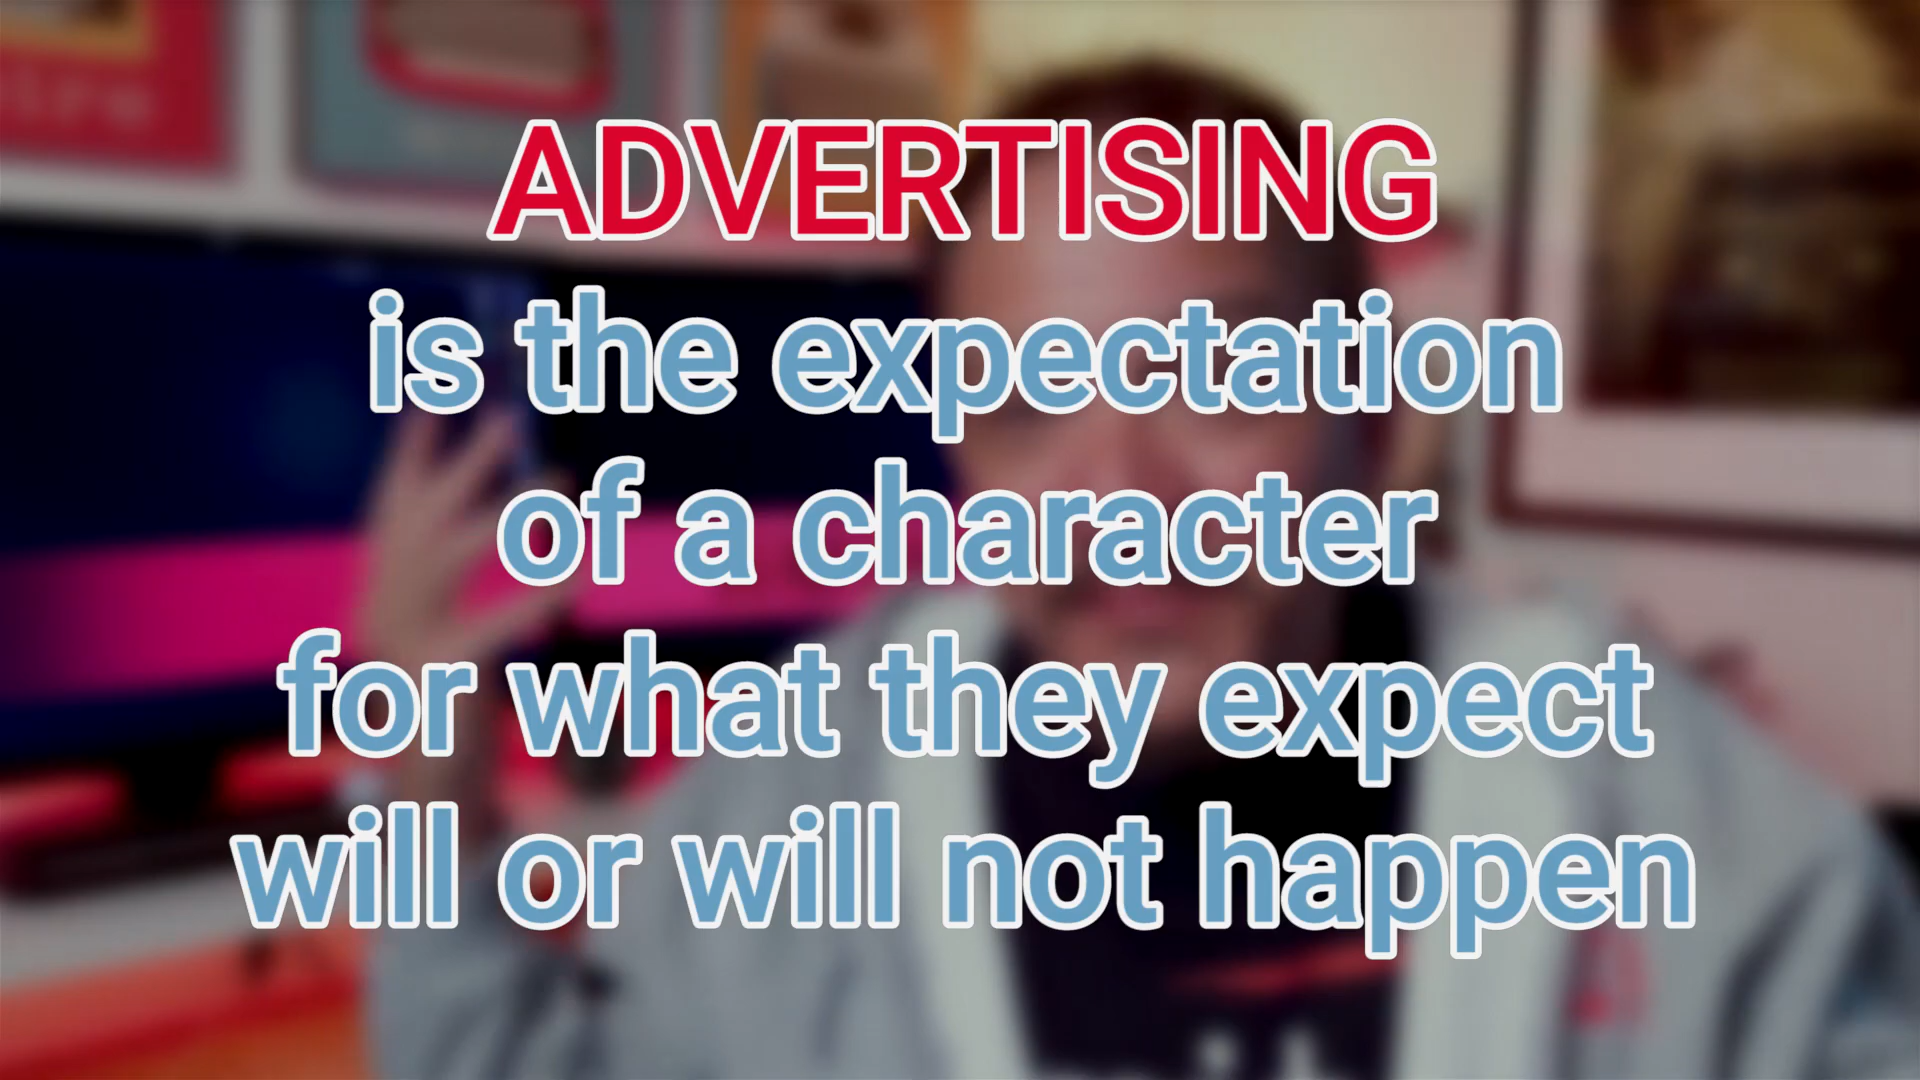 ADVERTISING
is the expectation
of a character
for what they expect
will or will not happen